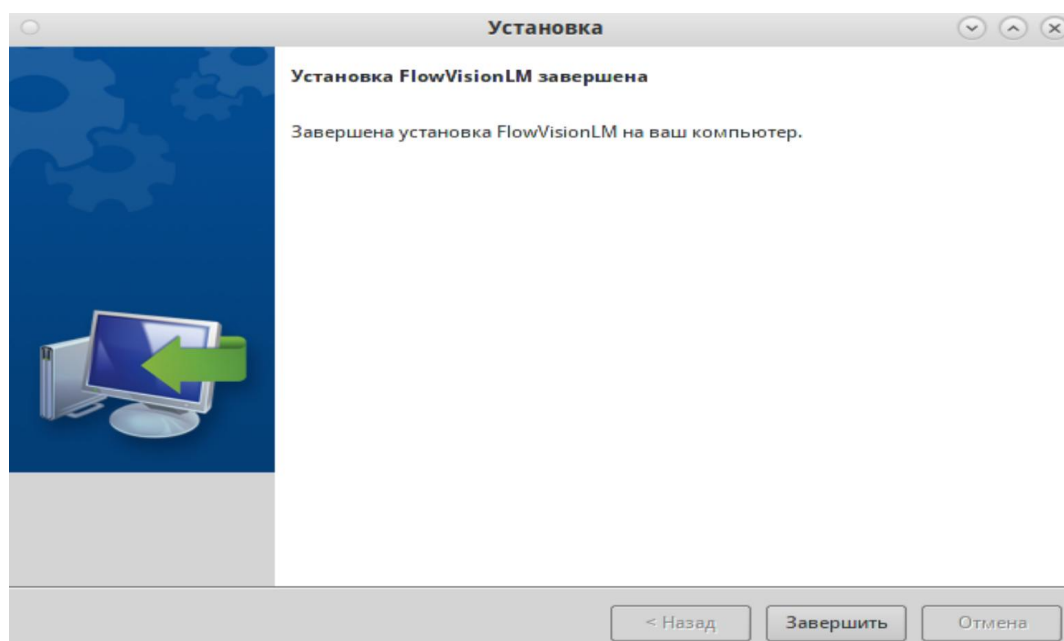 Установка
Установка FlowVisionLM завершена
Завершена установка FlowVisionLM на ваш компьютер.
< Назад
Завершить
Отмена